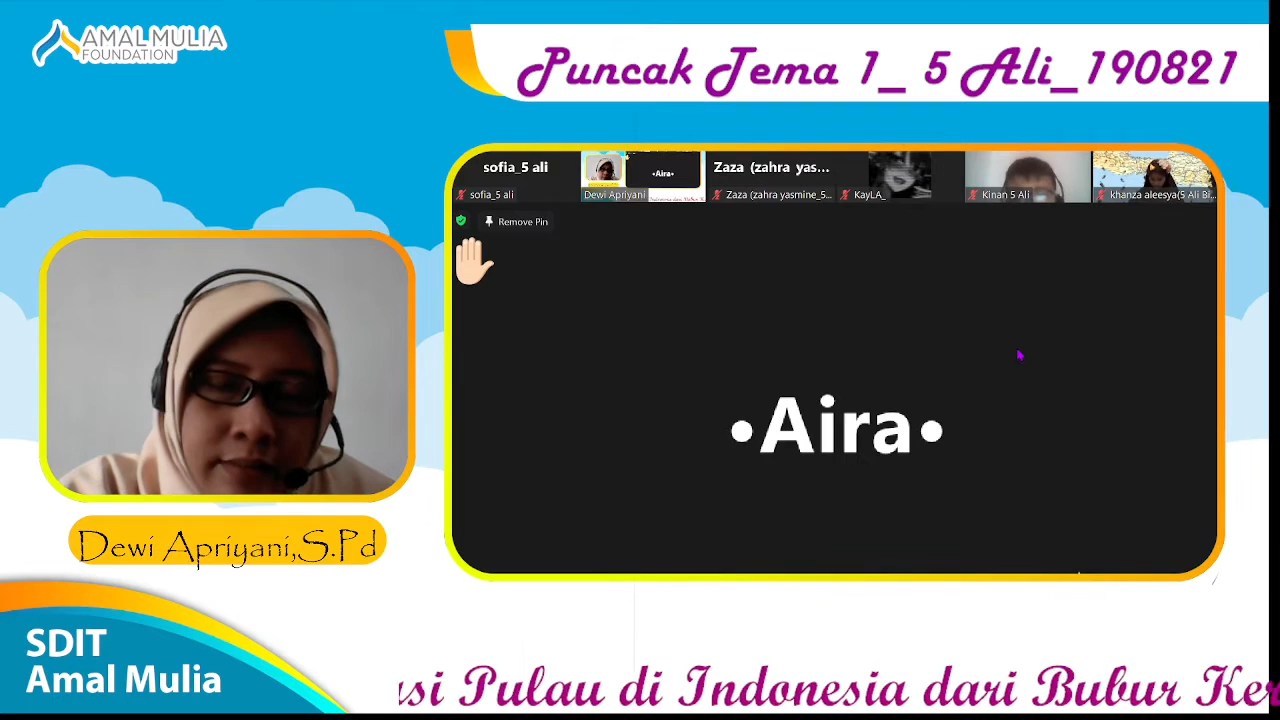 AMAL MULIA
FOUNDATION
Puncak Tema 1_ 5 Ali_190821
sofia_5 ali
Zaza (zahra yas...
•Aira•
sofia_5 ali
Dewi Apriyani
Zaza (zahra yasmine_5...
KayLA_
Kinan 5 Ali
khanza aleesya(5 Ali Bi...
Remove Pin
•Aira•
Dewi Apriyani,S.Pd
SDIT
Amal Mulia
si Pulau di Indonesia dari Bubur